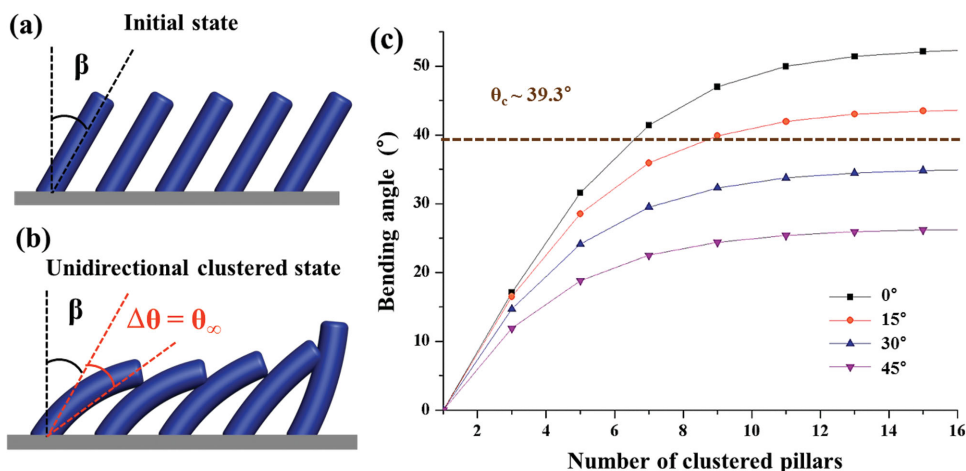 (a)
Initial state
β
(b)
Unidirectional clustered state
β
Δθ = θ∞
(c)
Bending angle (°)
50
40
30
20
10
0
θc ~ 39.3°
0°
15°
30°
45°
2 4 6 8 10 12 14 16
Number of clustered pillars